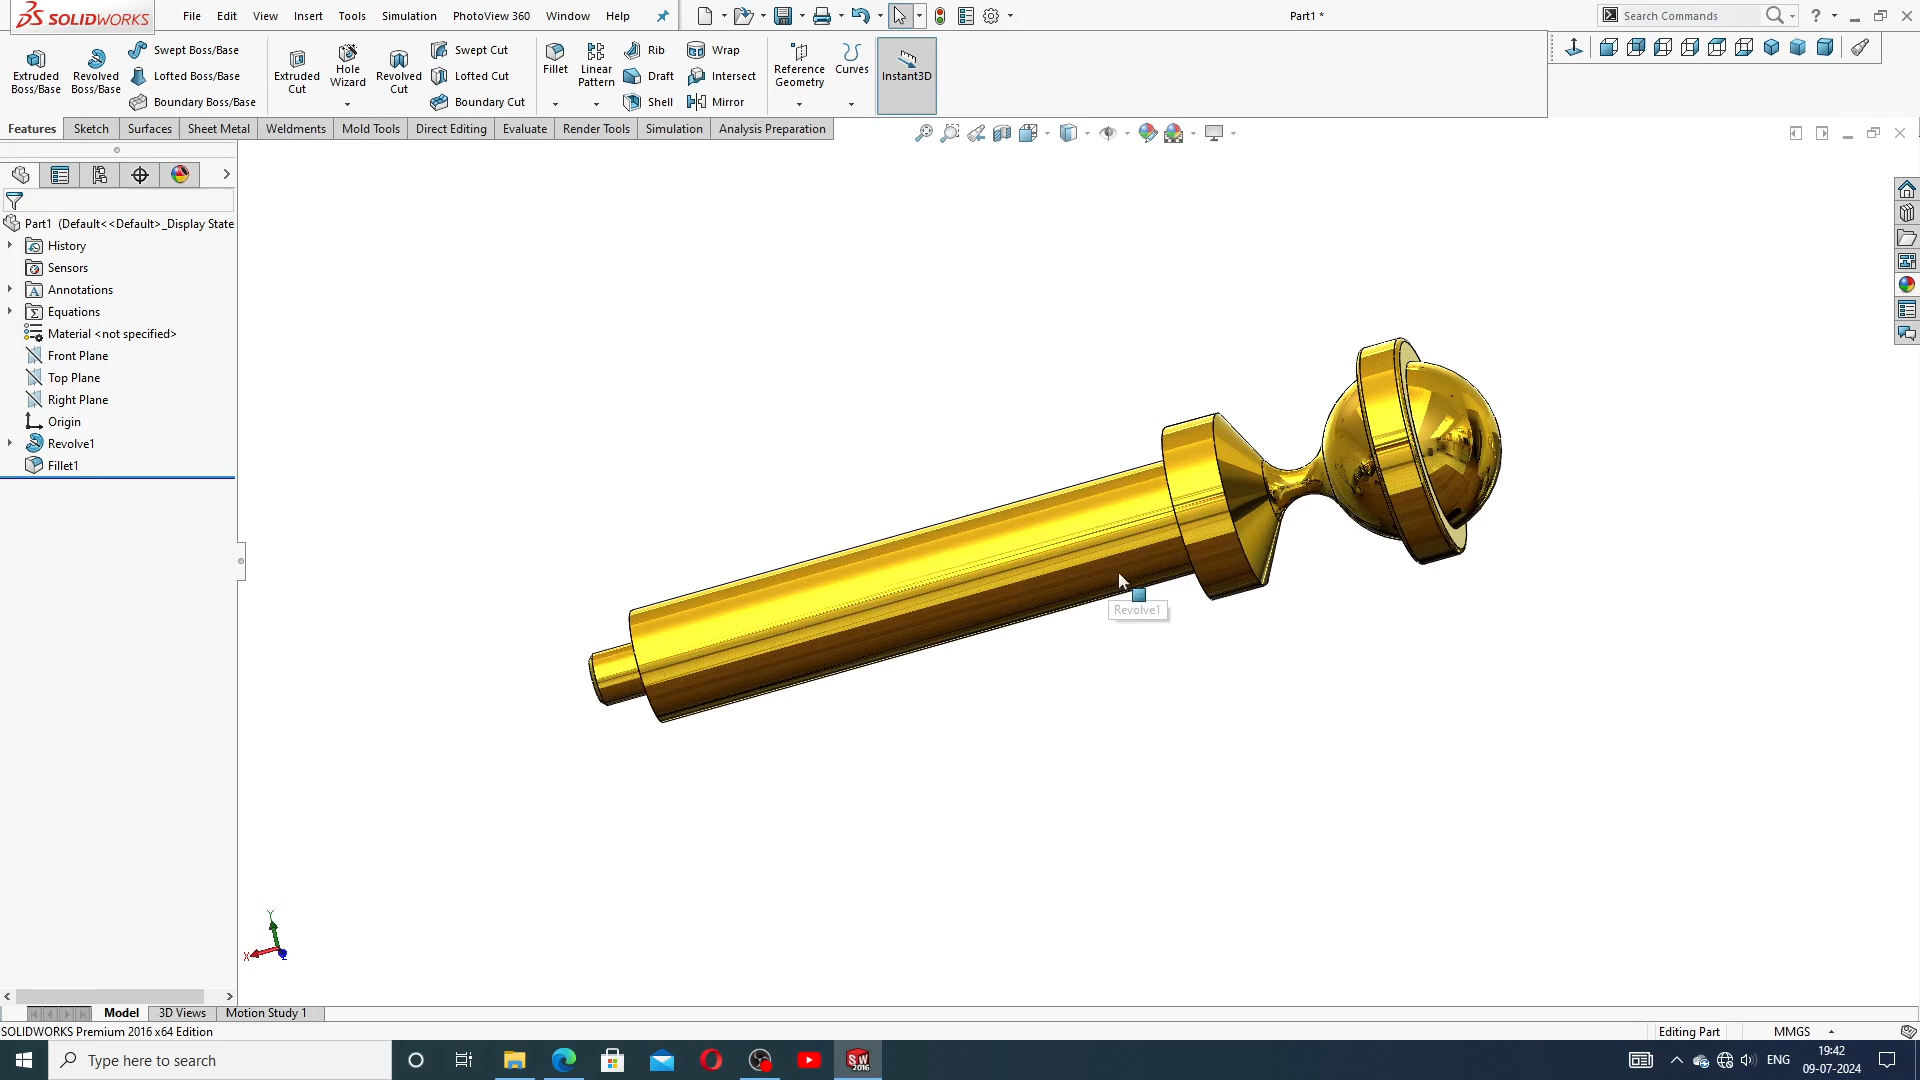 SOLIDWORKS File Edit View Insert Tools Simulation PhotoView 360 Window Help Part1 * Search Commands
Extruded Boss/Base
Revolved Boss/Base
Swept Boss/Base
Lofted Boss/Base
Boundary Boss/Base
Extruded Cut
Hole Wizard
Revolved Cut
Swept Cut
Lofted Cut
Boundary Cut
Fillet
Linear Pattern
Rib
Draft
Shell
Wrap
Intersect
Mirror
Reference Geometry
Curves
Instant3D
Features Sketch Surfaces Sheet Metal Weldments Mold Tools Direct Editing Evaluate Render Tools Simulation Analysis Preparation
Part1 (Default<<Default>_Display State
History
Sensors
Annotations
Equations
Material <not specified>
Front Plane
Top Plane
Right Plane
Origin
Revolve1
Fillet1
Revolve1
Y
X
Model 3D Views Motion Study 1
SOLIDWORKS Premium 2016 x64 Edition Editing Part MMGS
Type here to search
SW
2016
ENG
19:42
09-07-2024